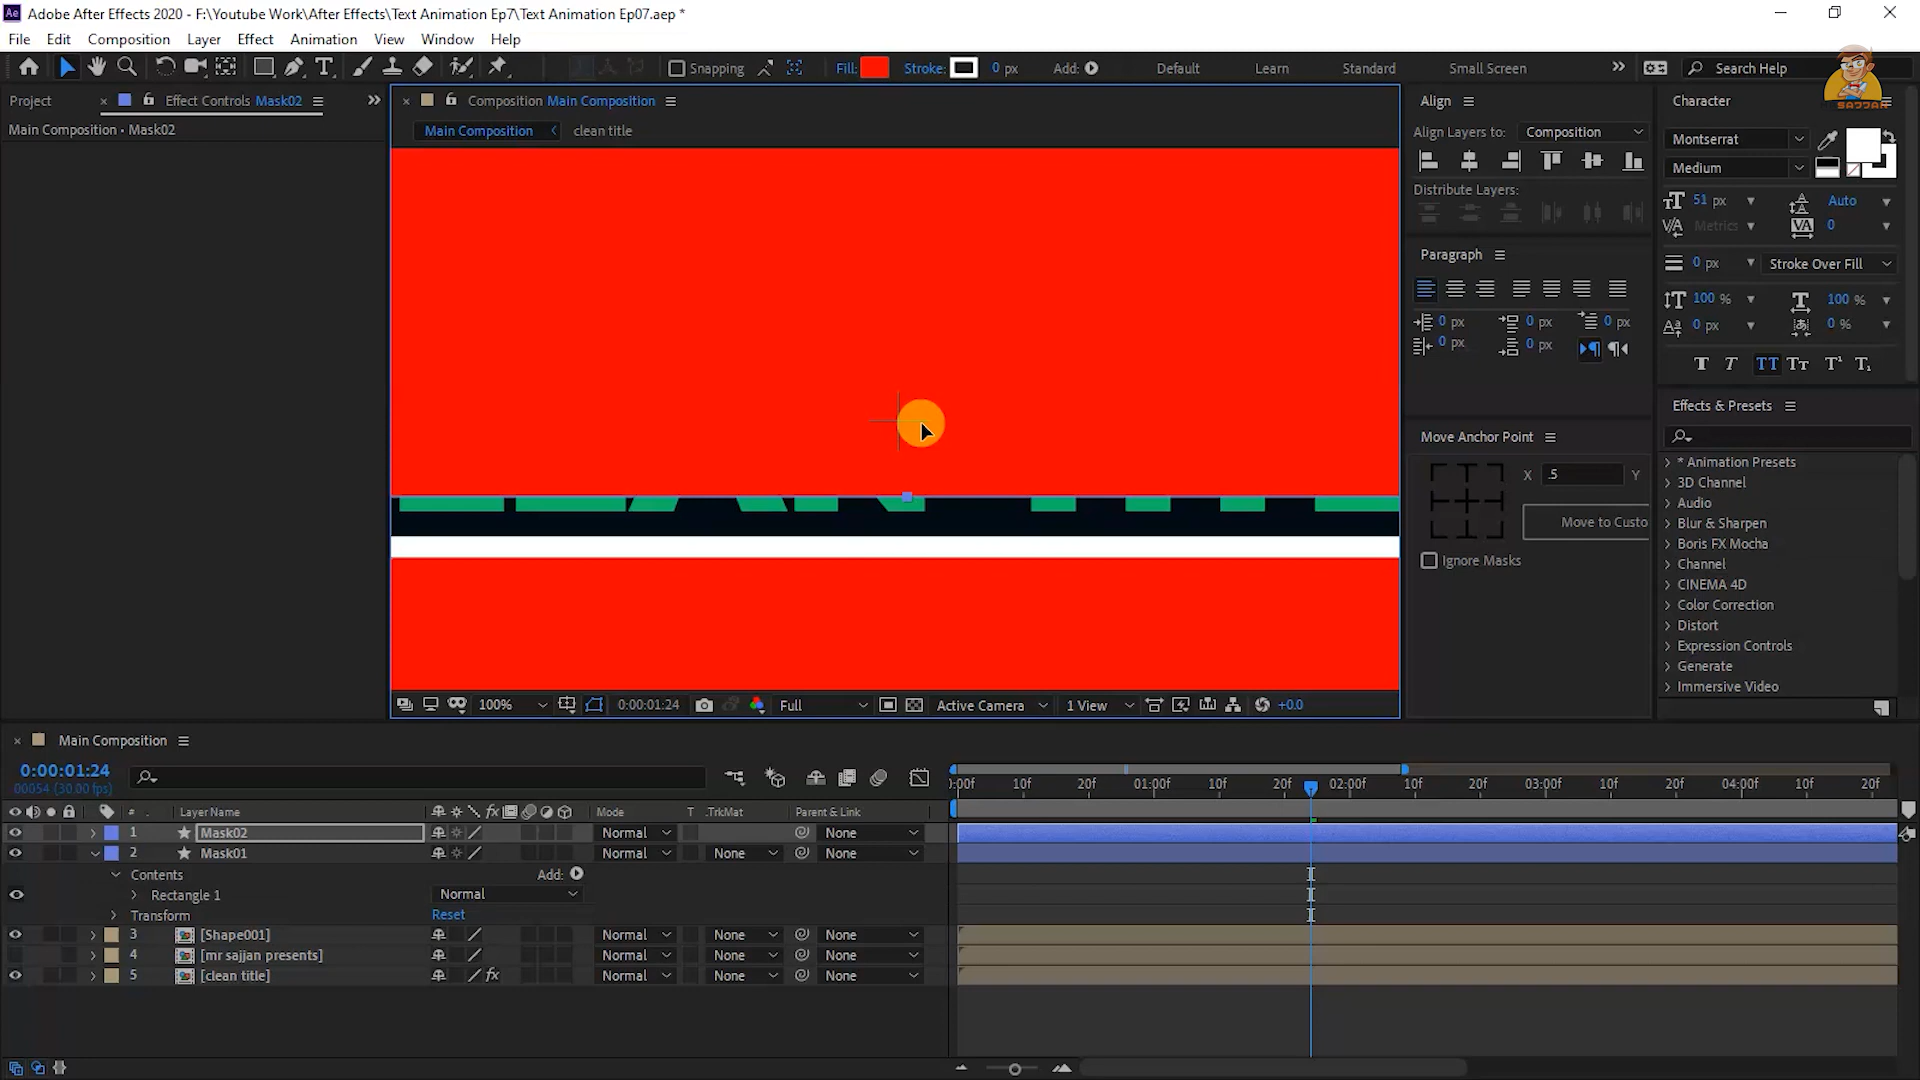 Adobe After Effects 2020 - F:\Youtube Work\After Effects\Text Animation Ep7\Text Animation Ep07.aep *
File Edit Composition Layer Effect Animation View Window Help
Snapping Fill: Stroke: 0 px Add: Default Learn Standard Small Screen Search Help
SAJJAN
Project Effect Controls Mask02
Main Composition • Mask02
Composition Main Composition
Main Composition clean title
100% 0:00:01:24 Full Active Camera 1 View +0.0
Align
Align Layers to: Composition
Distribute Layers:
Paragraph
0 px 0 px 0 px
0 px 0 px
Move Anchor Point
X .5 Y
Move to Custo
Ignore Masks
Character
Montserrat
Medium
51 px Auto
Metrics 0
0 px Stroke Over Fill
100 % 100 %
0 px 0 %
Effects & Presets
* Animation Presets
3D Channel
Audio
Blur & Sharpen
Boris FX Mocha
Channel
CINEMA 4D
Color Correction
Distort
Expression Controls
Generate
Immersive Video
Main Composition
0:00:01:24
00054 (30.00 fps)
:00f 10f 20f 01:00f 10f 20f 02:00f 10f 20f 03:00f 10f 20f 04:00f 10f 20f
# Layer Name Mode T .TrkMat Parent & Link
1 Mask02 Normal None
2 Mask01 Normal None None
Contents Add:
Rectangle 1 Normal
Transform Reset
3 [Shape001] Normal None None
4 [mr sajjan presents] Normal None None
5 [clean title] Normal None None